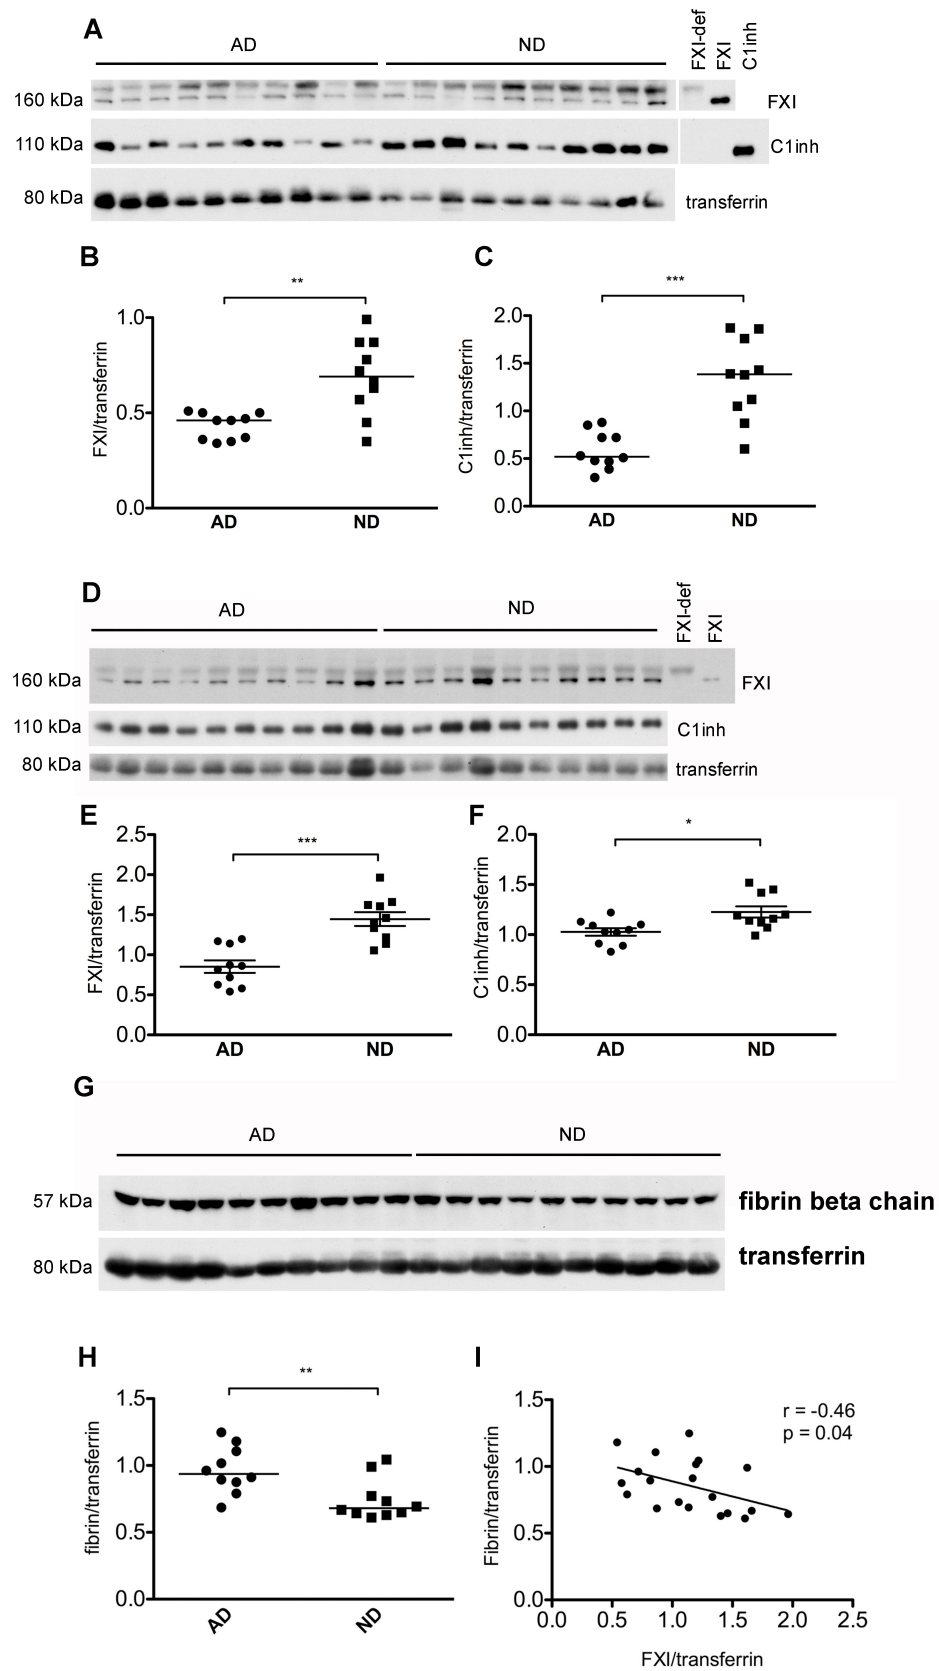 A
AD
ND
FXI-def
FXI
C1inh
160 kDa
FXI
110 kDa
C1inh
80 kDa
transferrin
B
**
FXI/transferrin
1.0
0.5
0.0
AD
ND
C
***
C1inh/transferrin
2.0
1.5
1.0
0.5
0.0
AD
ND
D
AD
ND
FXI-def
FXI
160 kDa
FXI
110 kDa
C1inh
80 kDa
transferrin
E
***
FXI/transferrin
2.5
2.0
1.5
1.0
0.5
0.0
AD
ND
F
*
C1inh/transferrin
2.0
1.5
1.0
0.5
0.0
AD
ND
G
AD
ND
57 kDa
fibrin beta chain
80 kDa
transferrin
H
**
fibrin/transferrin
1.5
1.0
0.5
0.0
AD
ND
I
r = -0.46
p = 0.04
Fibrin/transferrin
1.5
1.0
0.5
0.0
0.0 0.5 1.0 1.5 2.0 2.5
FXI/transferrin